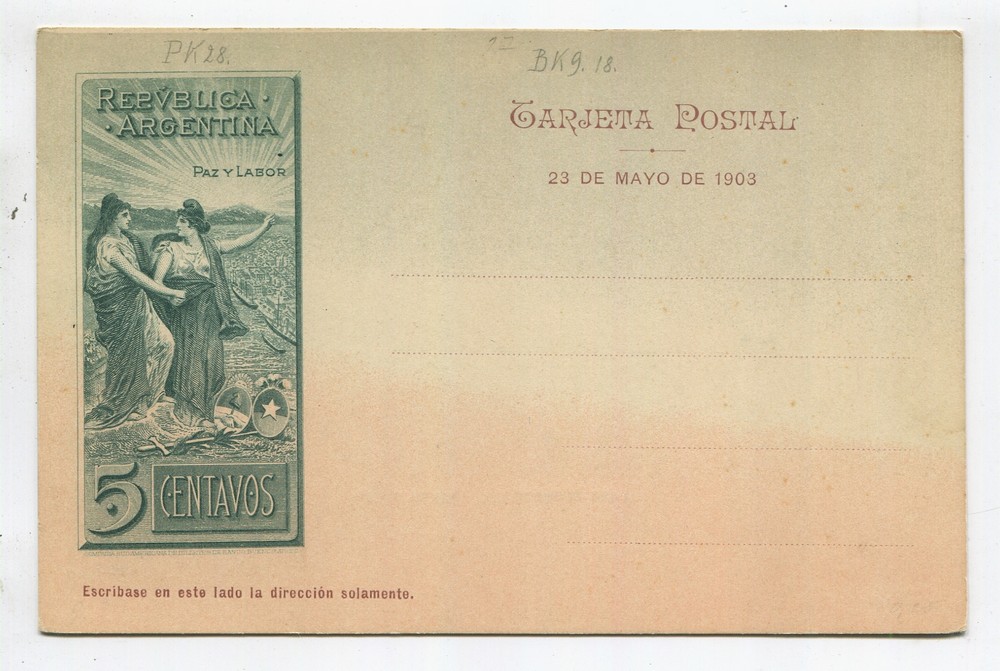 PK28.
BK9. 18.
REPVBLICA ·
· ARGENTINA
PAZ Y LABOR
5 CENTAVOS
TARJETA POSTAL
23 DE MAYO DE 1903
Escríbase en este lado la dirección solamente.